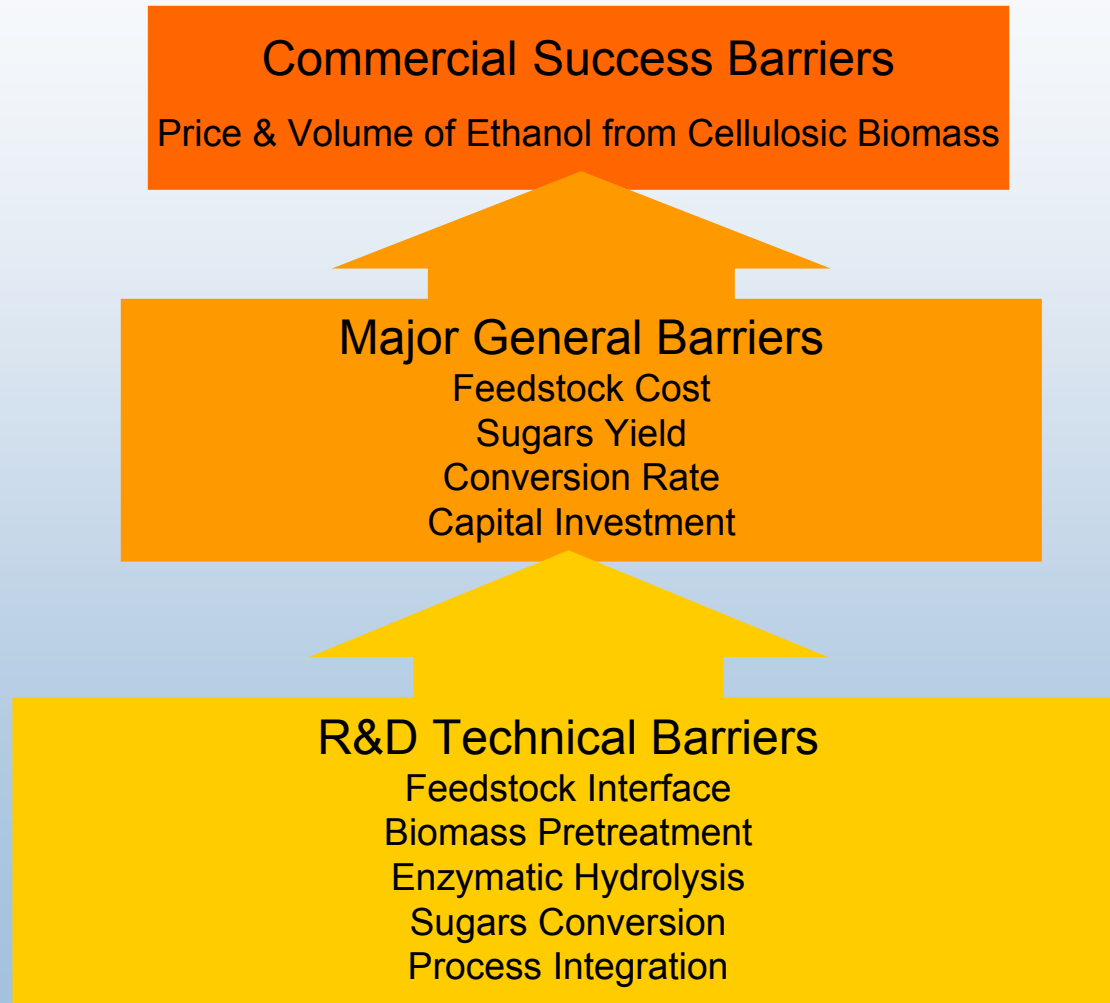 Commercial Success Barriers
Price & Volume of Ethanol from Cellulosic Biomass
Major General Barriers
Feedstock Cost
Sugars Yield
Conversion Rate
Capital Investment
R&D Technical Barriers
Feedstock Interface
Biomass Pretreatment
Enzymatic Hydrolysis
Sugars Conversion
Process Integration